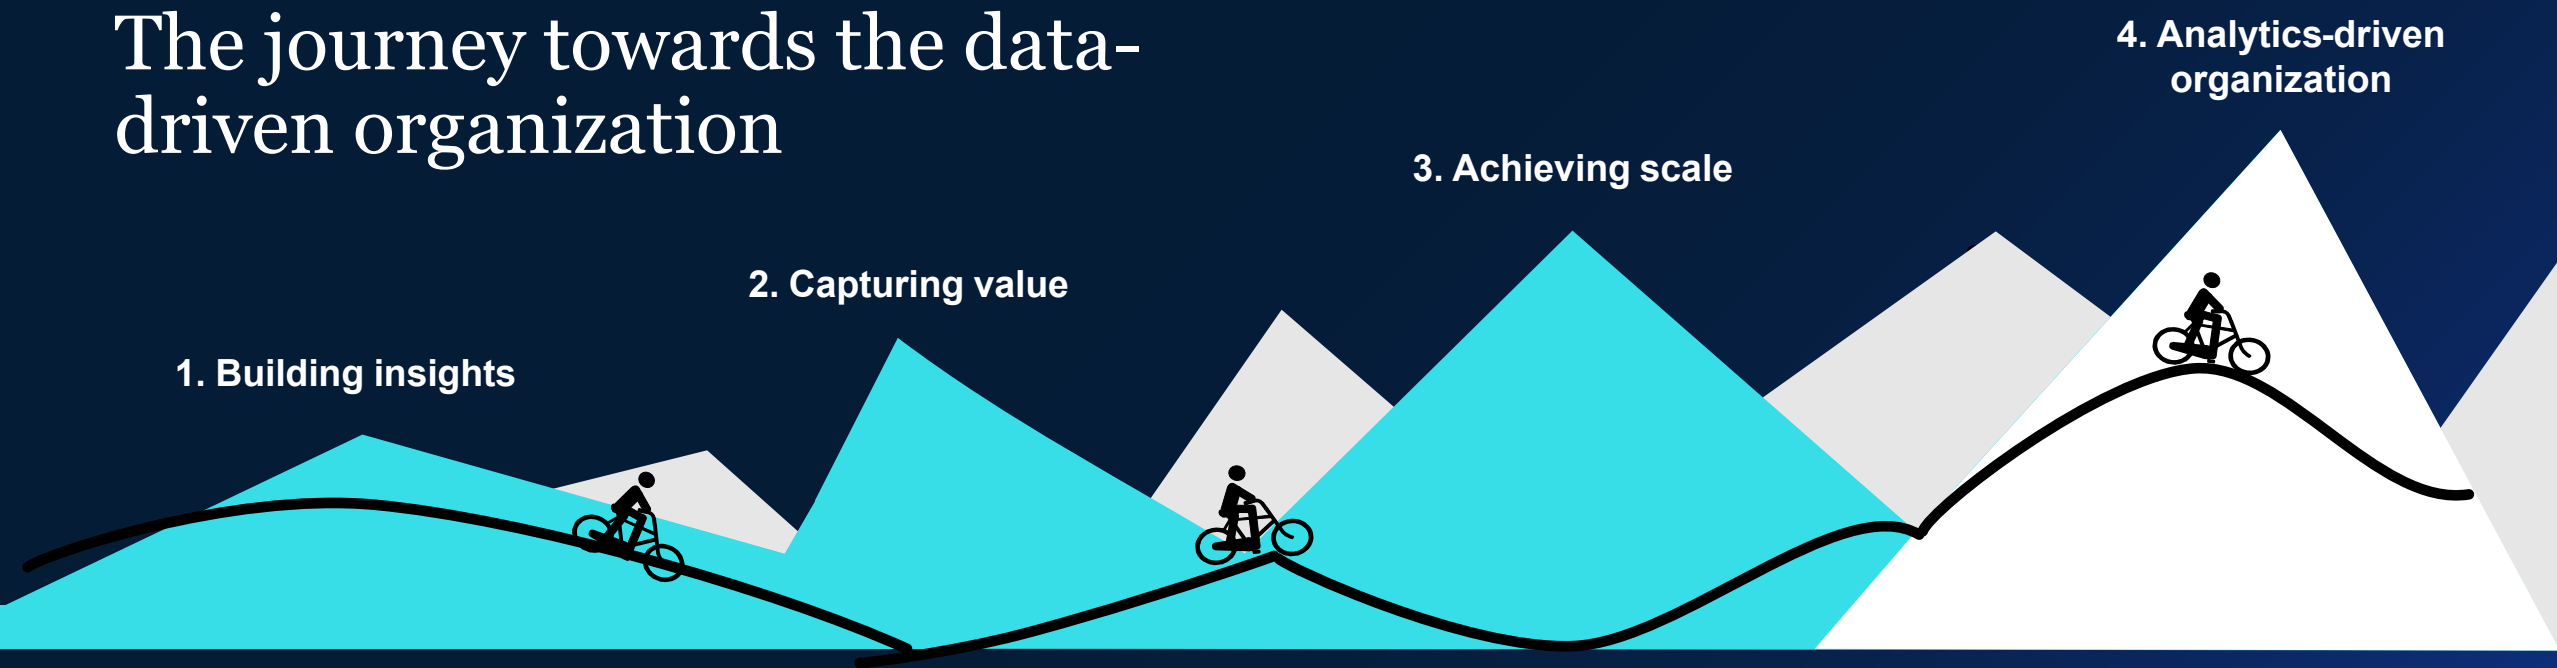 The journey towards the data-
driven organization
1. Building insights
2. Capturing value
3. Achieving scale
4. Analytics-driven
organization